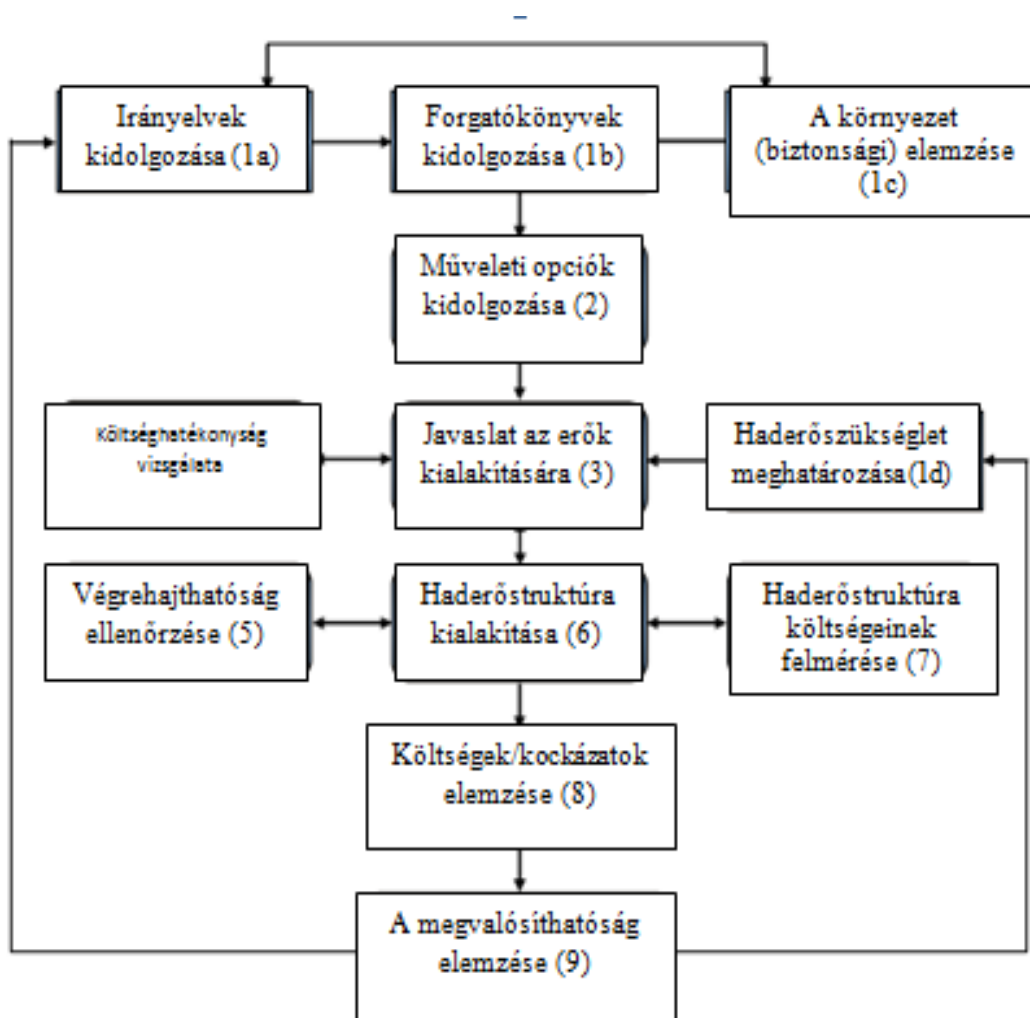 Irányelvek
kidolgozása (1a)
Forgatókönyvek
kidolgozása (1b)
A környezet
(biztonsági) elemzése
(1c)
Műveleti opciók
kidolgozása (2)
Költséghatékonyság
vizsgálata
Javaslat az erők
kialakítására (3)
Haderőszükséglet
meghatározása(1d)
Végrehajthatóság
ellenőrzése (5)
Haderőstruktúra
kialakítása (6)
Haderőstruktúra
költségeinek
felmérése (7)
Költségek/kockázatok
elemzése (8)
A megvalósíthatóság
elemzése (9)